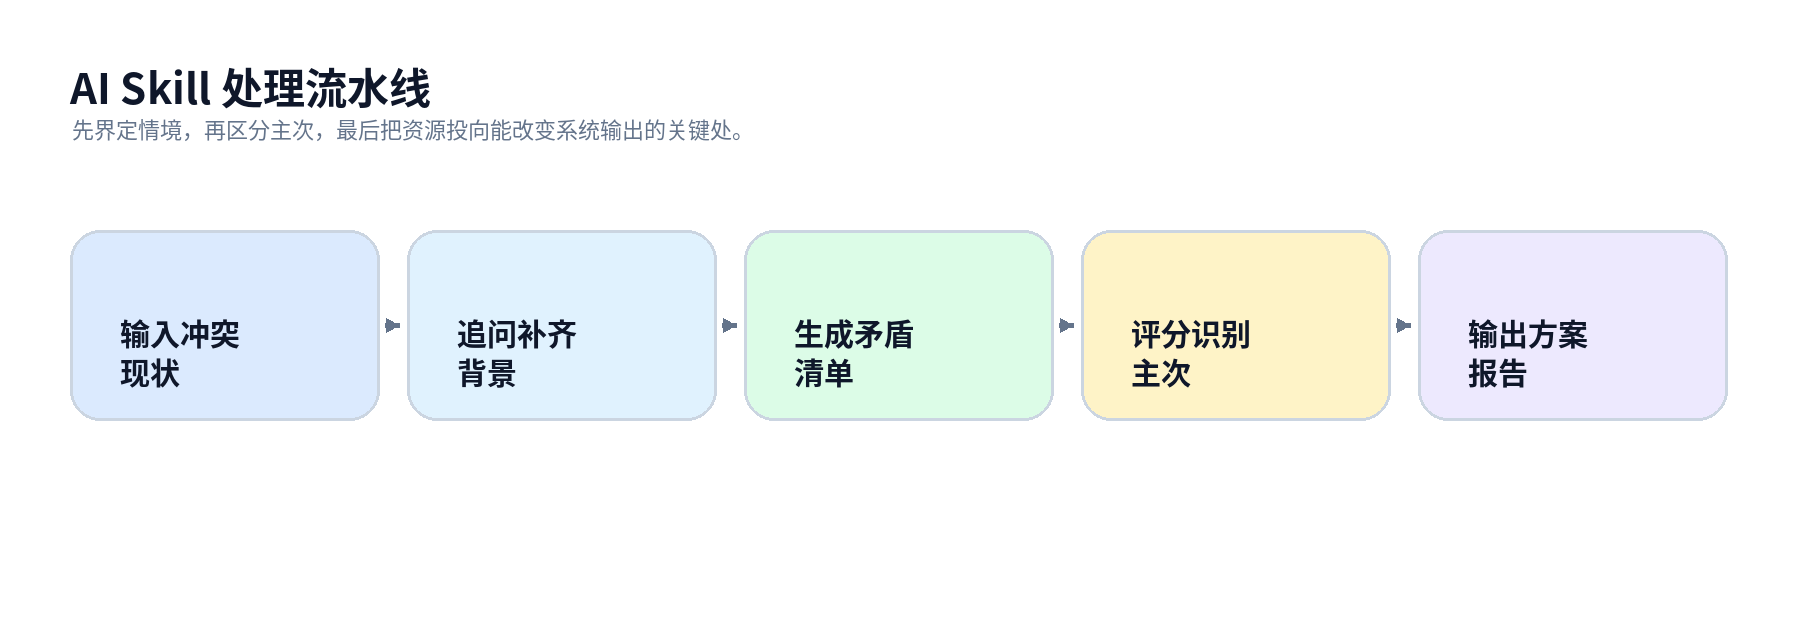 AI Skill 处理流水线
先界定情境，再区分主次，最后把资源投向能改变系统输出的关键处。
输入冲突
现状
追问补齐
背景
生成矛盾
清单
评分识别
主次
输出方案
报告